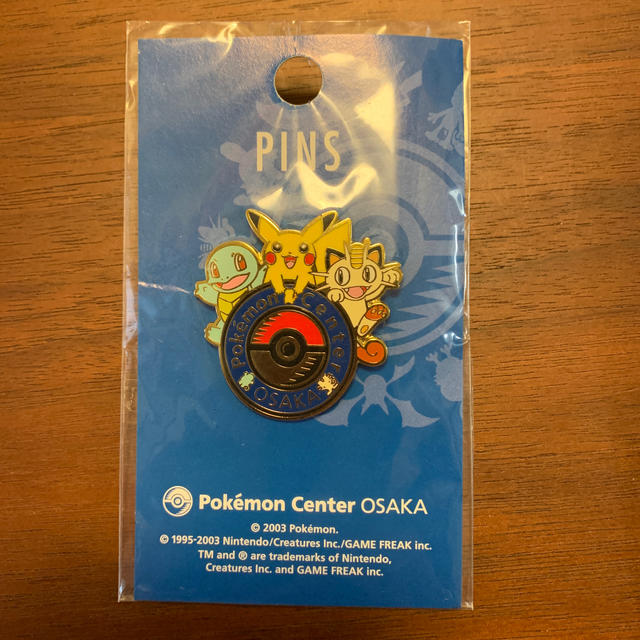 PINS
Pokémon Center
OSAKA
Pokémon Center OSAKA
© 2003 Pokémon.
© 1995-2003 Nintendo/Creatures Inc./GAME FREAK inc.
TM and ® are trademarks of Nintendo,
Creatures Inc. and GAME FREAK inc.